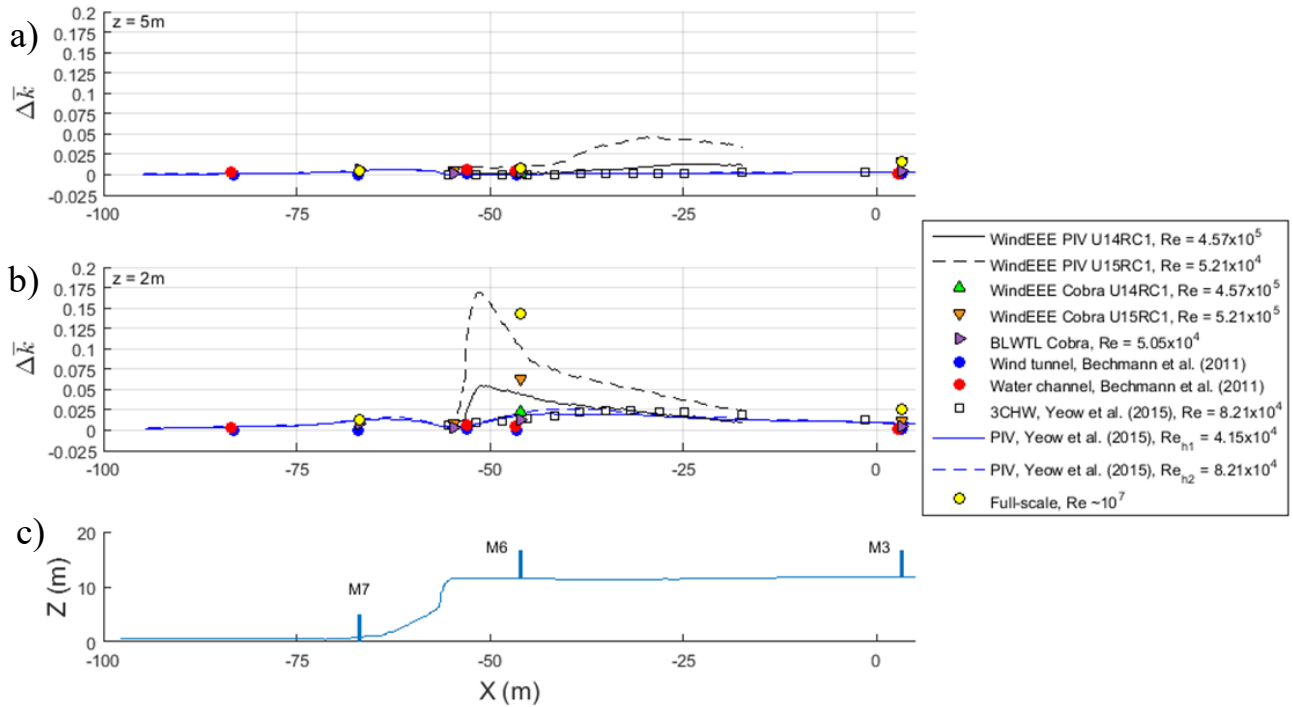 a)
z = 5m
0.2
0.175
0.15
0.125
0.1
0.075
0.05
0.025
0
-0.025
Δk̅
-100 -75 -50 -25 0
b)
z = 2m
0.2
0.175
0.15
0.125
0.1
0.075
0.05
0.025
0
-0.025
Δk̅
-100 -75 -50 -25 0
WindEEE PIV U14RC1, Re = 4.57x10⁵
WindEEE PIV U15RC1, Re = 5.21x10⁴
WindEEE Cobra U14RC1, Re = 4.57x10⁵
WindEEE Cobra U15RC1, Re = 5.21x10⁵
BLWTL Cobra, Re = 5.05x10⁴
Wind tunnel, Bechmann et al. (2011)
Water channel, Bechmann et al. (2011)
3CHW, Yeow et al. (2015), Re = 8.21x10⁴
PIV, Yeow et al. (2015), Re_h1 = 4.15x10⁴
PIV, Yeow et al. (2015), Re_h2 = 8.21x10⁴
Full-scale, Re ~10⁷
c)
20
10
0
Z (m)
M7
M6
M3
-100 -75 -50 -25 0
X (m)